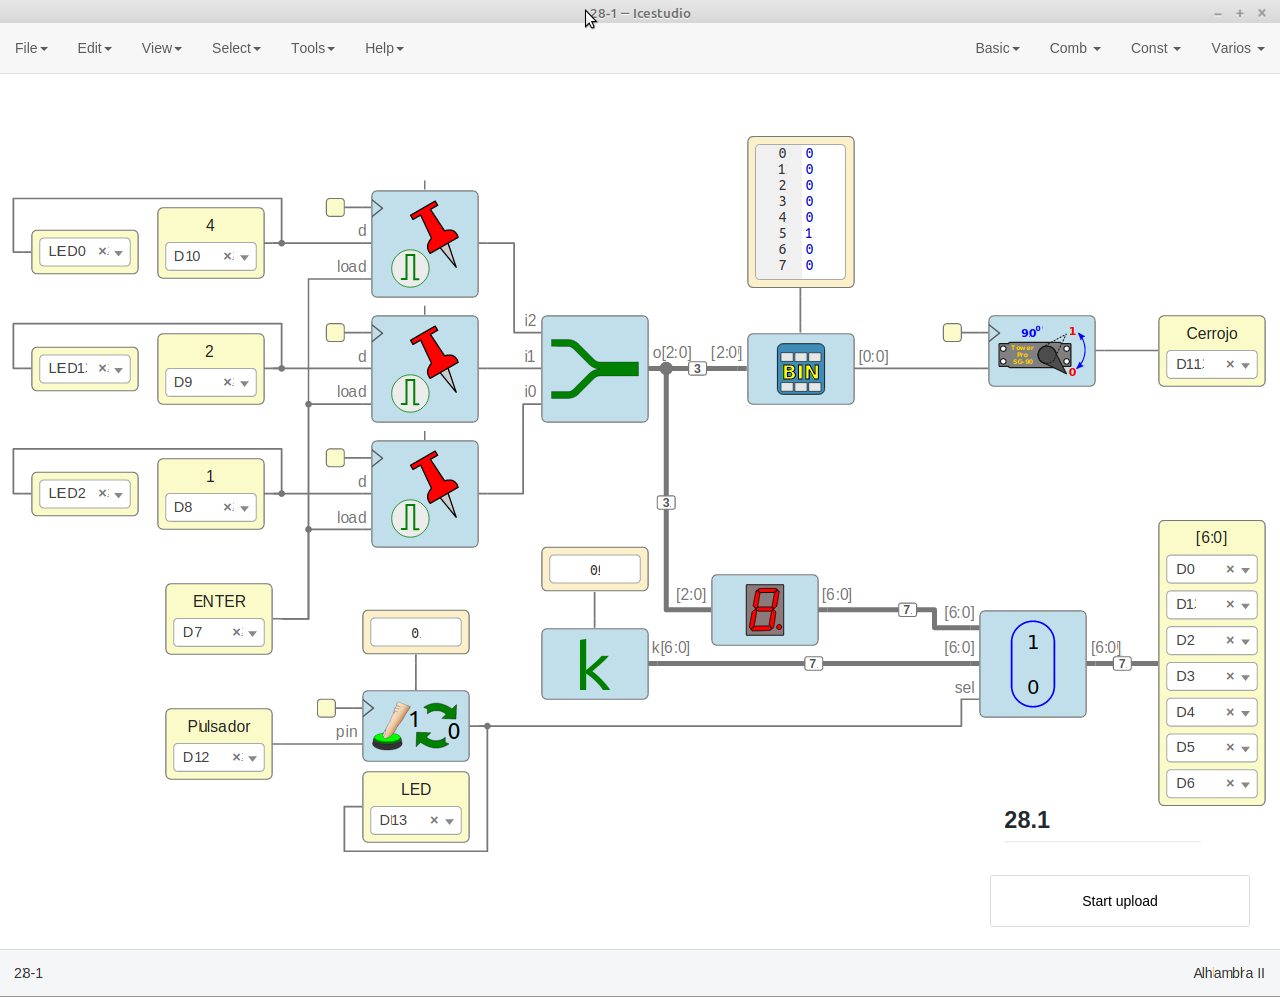 28-1 — Icestudio
File Edit View Select Tools Help Basic Comb Const Varios
0 0
1 0
2 0
3 0
4 0
5 1
6 0
7 0
LED0
4
D10
d
load
LED1
2
D9
d
load
LED2
1
D8
d
load
i2
i1
i0
o[2:0]
3
[2:0]
BIN
[0:0]
90º
1
0
Tower
Pro
SG-90
Cerrojo
D11
3
ENTER
D7
0
0
k
k[6:0]
[2:0]
8.
[6:0]
7
7
[6:0]
[6:0]
sel
1
0
[6:0]
7
[6:0]
D0
D1
D2
D3
D4
D5
D6
Pulsador
D12
pin
1
0
LED
D13
28.1
Start upload
28-1
Alhambra II